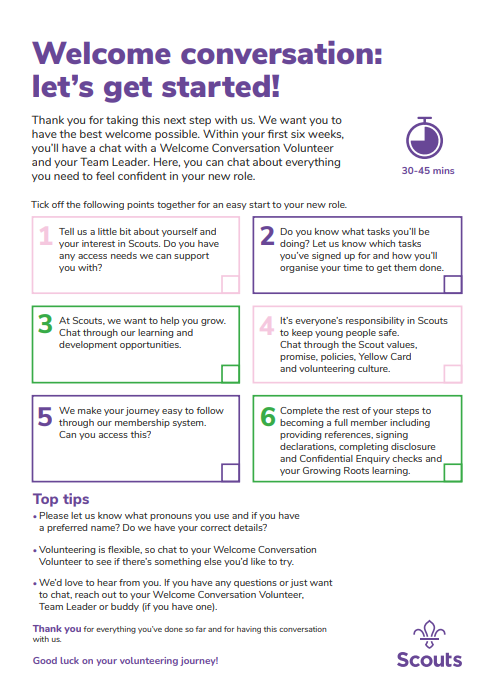 Welcome conversation:
let's get started!
Thank you for taking this next step with us. We want you to
have the best welcome possible. Within your first six weeks,
you'll have a chat with a Welcome Conversation Volunteer
and your Team Leader. Here, you can chat about everything
you need to feel confident in your new role.
30-45 mins
Tick off the following points together for an easy start to your new role.
1
Tell us a little bit about yourself and
your interest in Scouts. Do you have
any access needs we can support
you with?
2
Do you know what tasks you'll be
doing? Let us know which tasks
you've signed up for and how you'll
organise your time to get them done.
3
At Scouts, we want to help you grow.
Chat through our learning and
development opportunities.
4
It's everyone's responsibility in Scouts
to keep young people safe.
Chat through the Scout values,
promise, policies, Yellow Card
and volunteering culture.
5
We make your journey easy to follow
through our membership system.
Can you access this?
6
Complete the rest of your steps to
becoming a full member including
providing references, signing
declarations, completing disclosure
and Confidential Enquiry checks and
your Growing Roots learning.
Top tips
• Please let us know what pronouns you use and if you have
a preferred name? Do we have your correct details?
• Volunteering is flexible, so chat to your Welcome Conversation
Volunteer to see if there's something else you'd like to try.
• We'd love to hear from you. If you have any questions or just want
to chat, reach out to your Welcome Conversation Volunteer,
Team Leader or buddy (if you have one).
Thank you for everything you've done so far and for having this conversation
with us.
Good luck on your volunteering journey!
Scouts